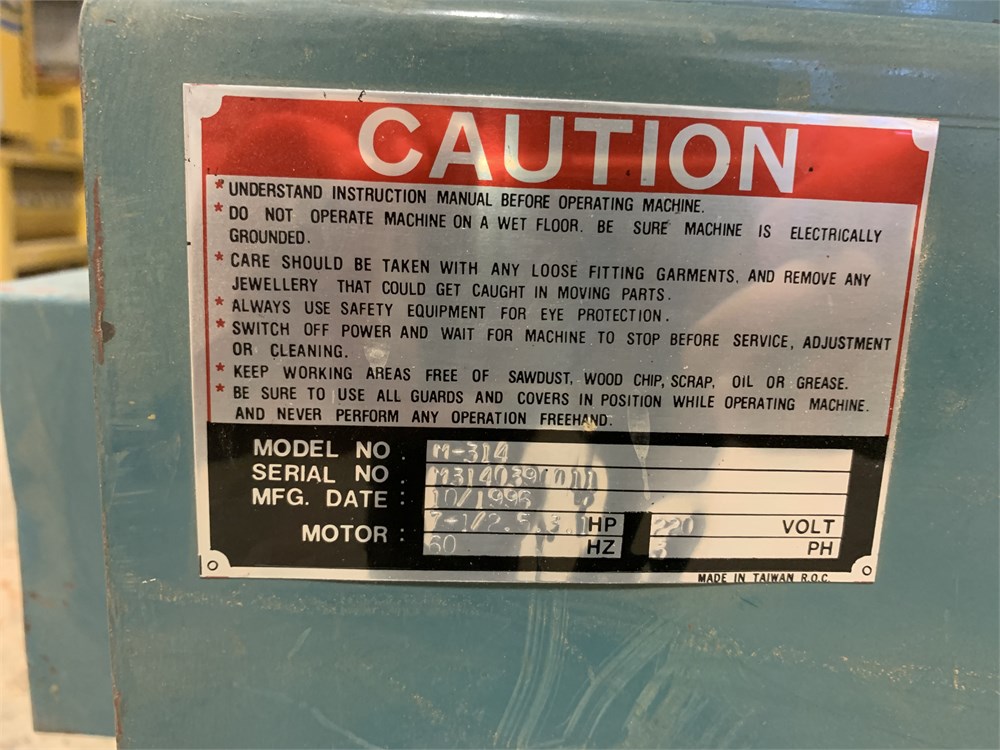 CAUTION
* UNDERSTAND INSTRUCTION MANUAL BEFORE OPERATING MACHINE.
* DO NOT OPERATE MACHINE ON A WET FLOOR. BE SURE MACHINE IS ELECTRICALLY
GROUNDED.
* CARE SHOULD BE TAKEN WITH ANY LOOSE FITTING GARMENTS, AND REMOVE ANY
JEWELLERY THAT COULD GET CAUGHT IN MOVING PARTS.
* ALWAYS USE SAFETY EQUIPMENT FOR EYE PROTECTION.
* SWITCH OFF POWER AND WAIT FOR MACHINE TO STOP BEFORE SERVICE, ADJUSTMENT
OR CLEANING.
* KEEP WORKING AREAS FREE OF SAWDUST, WOOD CHIP, SCRAP, OIL OR GREASE.
* BE SURE TO USE ALL GUARDS AND COVERS IN POSITION WHILE OPERATING MACHINE.
AND NEVER PERFORM ANY OPERATION FREEHAND.
MODEL NO. M-314
SERIAL NO.
MFG. DATE :
MOTOR : HP 220 VOLT
60 HZ 3 PH
MADE IN TAIWAN R.O.C.